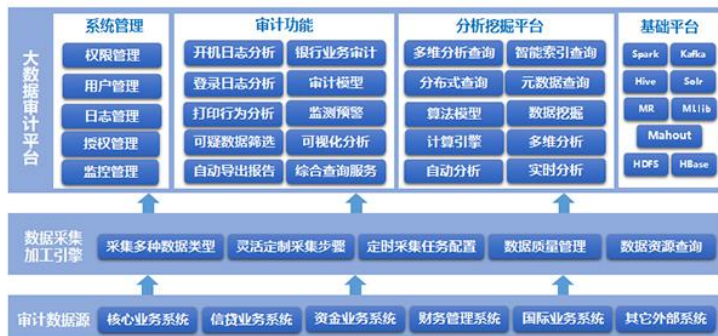 大数据审计平台
系统管理
权限管理
用户管理
日志管理
授权管理
监控管理
审计功能
开机日志分析 银行业务审计
登录日志分析 审计模型
打印行为分析 监测预警
可疑数据筛选 可视化分析
自动导出报告 综合查询服务
分析挖掘平台
多维分析查询 智能索引查询
分布式查询 元数据查询
算法模型 数据挖掘
计算引擎 多维分析
自动分析 实时分析
基础平台
Spark Kafka
Hive Solr
MR MLlib
Mahout
HDFS HBase
数据采集
加工引擎
采集多种数据类型 灵活定制采集步骤 定时采集任务配置 数据质量管理 数据资源查询
审计数据源 核心业务系统 信贷业务系统 资金业务系统 财务管理系统 国际业务系统 其它外部系统